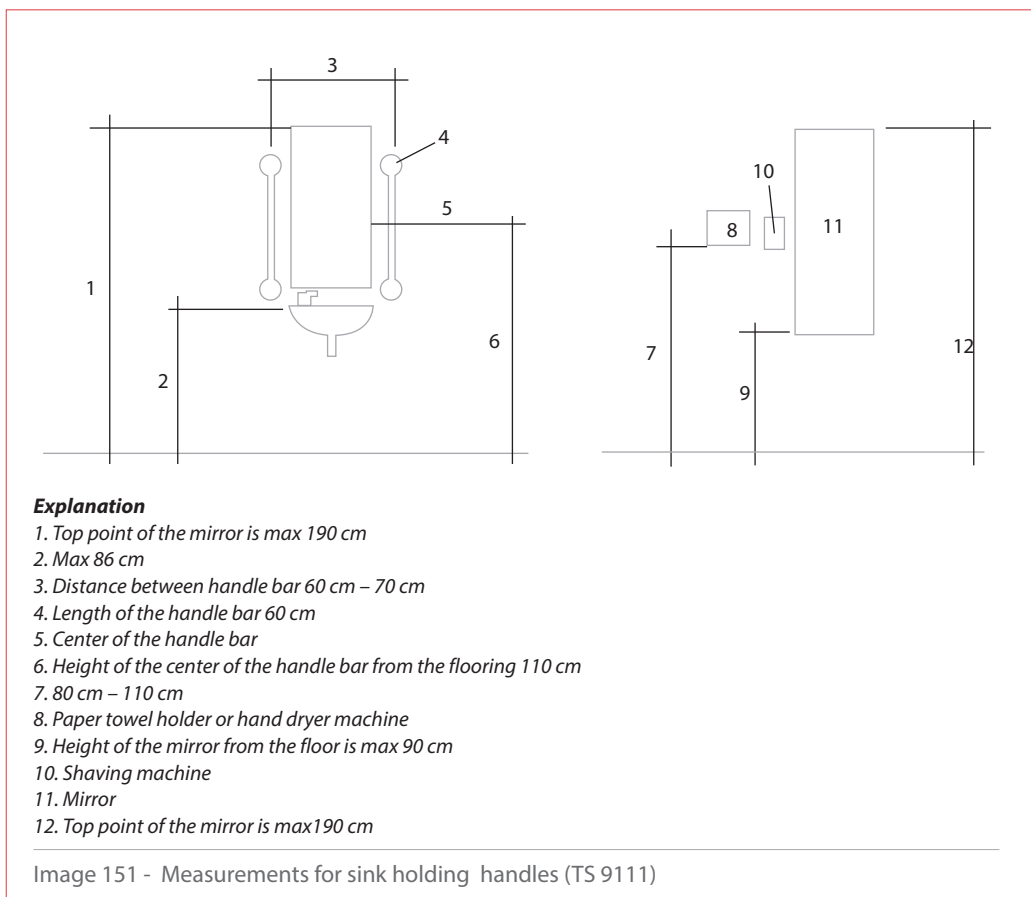 3
4
10
5
8
11
1
6
7
12
2
9
Explanation
1. Top point of the mirror is max 190 cm
2. Max 86 cm
3. Distance between handle bar 60 cm – 70 cm
4. Length of the handle bar 60 cm
5. Center of the handle bar
6. Height of the center of the handle bar from the flooring 110 cm
7. 80 cm – 110 cm
8. Paper towel holder or hand dryer machine
9. Height of the mirror from the floor is max 90 cm
10. Shaving machine
11. Mirror
12. Top point of the mirror is max190 cm
Image 151 - Measurements for sink holding handles (TS 9111)